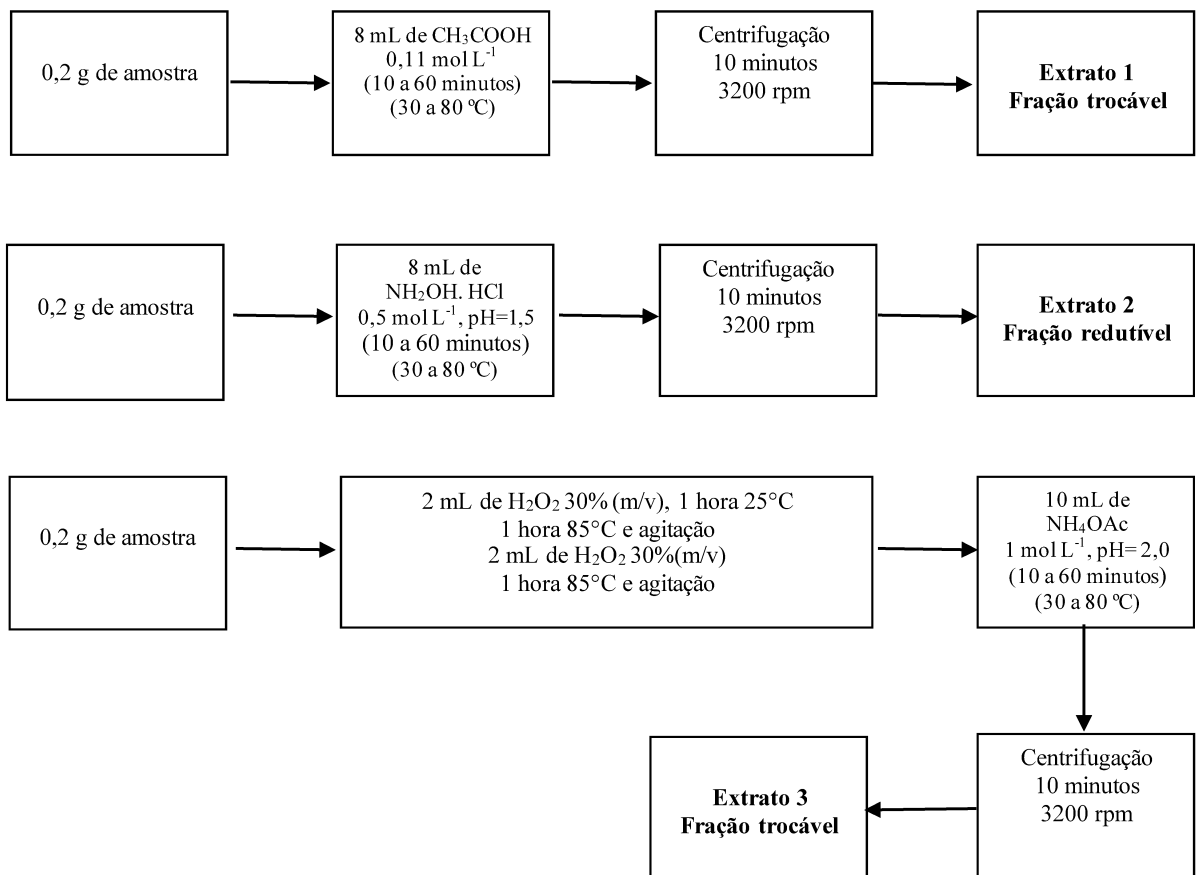 0,2 g de amostra
8 mL de CH₃COOH
0,11 mol L⁻¹
(10 a 60 minutos)
(30 a 80 ºC)
Centrifugação
10 minutos
3200 rpm
Extrato 1
Fração trocável
0,2 g de amostra
8 mL de
NH₂OH. HCl
0,5 mol L⁻¹, pH=1,5
(10 a 60 minutos)
(30 a 80 ºC)
Centrifugação
10 minutos
3200 rpm
Extrato 2
Fração redutível
0,2 g de amostra
2 mL de H₂O₂ 30% (m/v), 1 hora 25°C
1 hora 85°C e agitação
2 mL de H₂O₂ 30%(m/v)
1 hora 85°C e agitação
10 mL de
NH₄OAc
1 mol L⁻¹, pH= 2,0
(10 a 60 minutos)
(30 a 80 ºC)
Centrifugação
10 minutos
3200 rpm
Extrato 3
Fração trocável